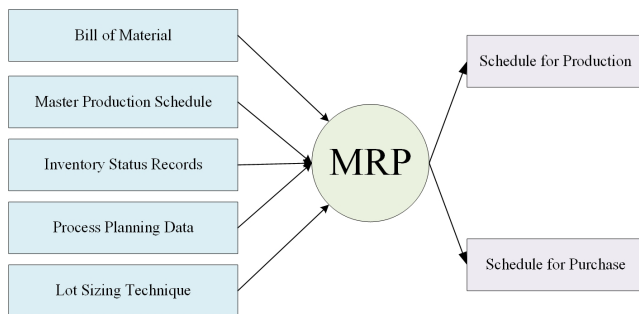 Bill of Material
Master Production Schedule
Inventory Status Records
Process Planning Data
Lot Sizing Technique
MRP
Schedule for Production
Schedule for Purchase